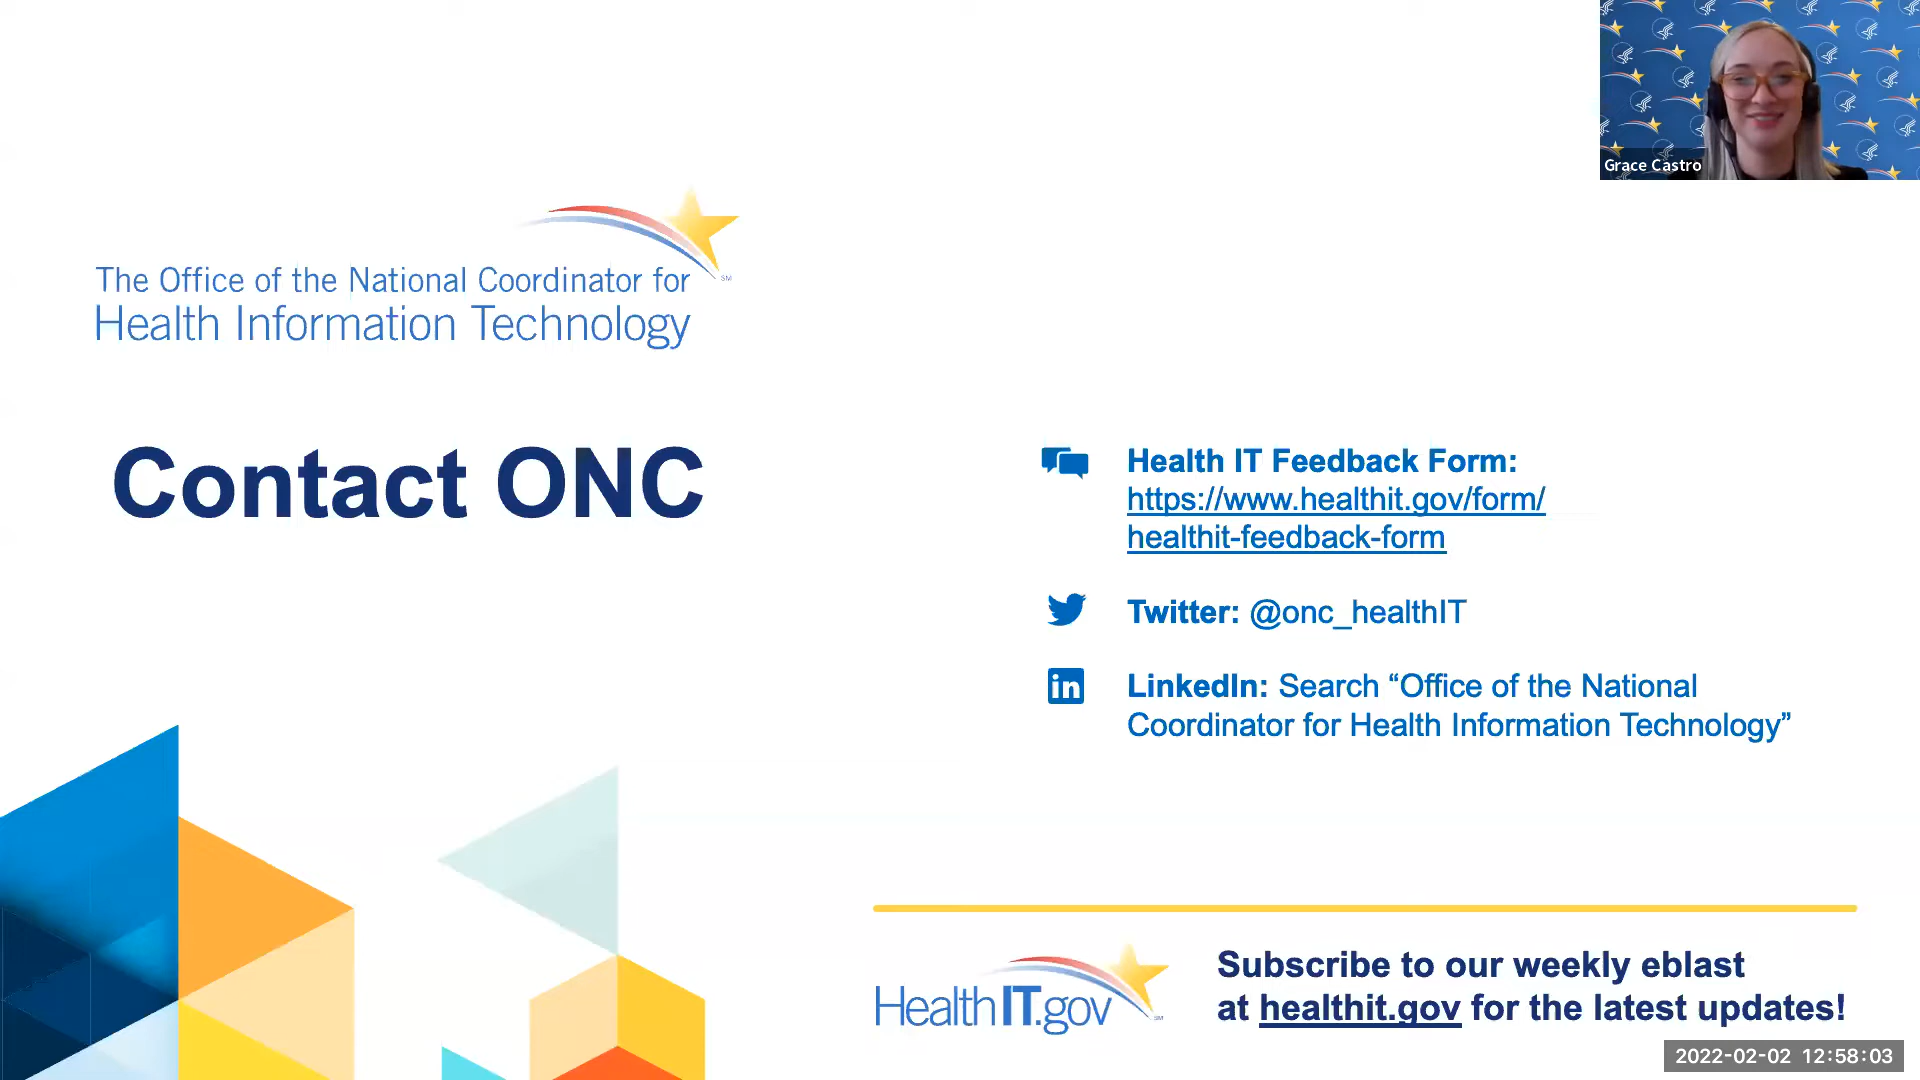 Grace Castro
The Office of the National Coordinator for
Health Information Technology
SM
Contact ONC
Health IT Feedback Form:
https://www.healthit.gov/form/
healthit-feedback-form
Twitter: @onc_healthIT
in
LinkedIn: Search “Office of the National
Coordinator for Health Information Technology”
HealthIT.gov
SM
Subscribe to our weekly eblast
at healthit.gov for the latest updates!
2022-02-02 12:58:03